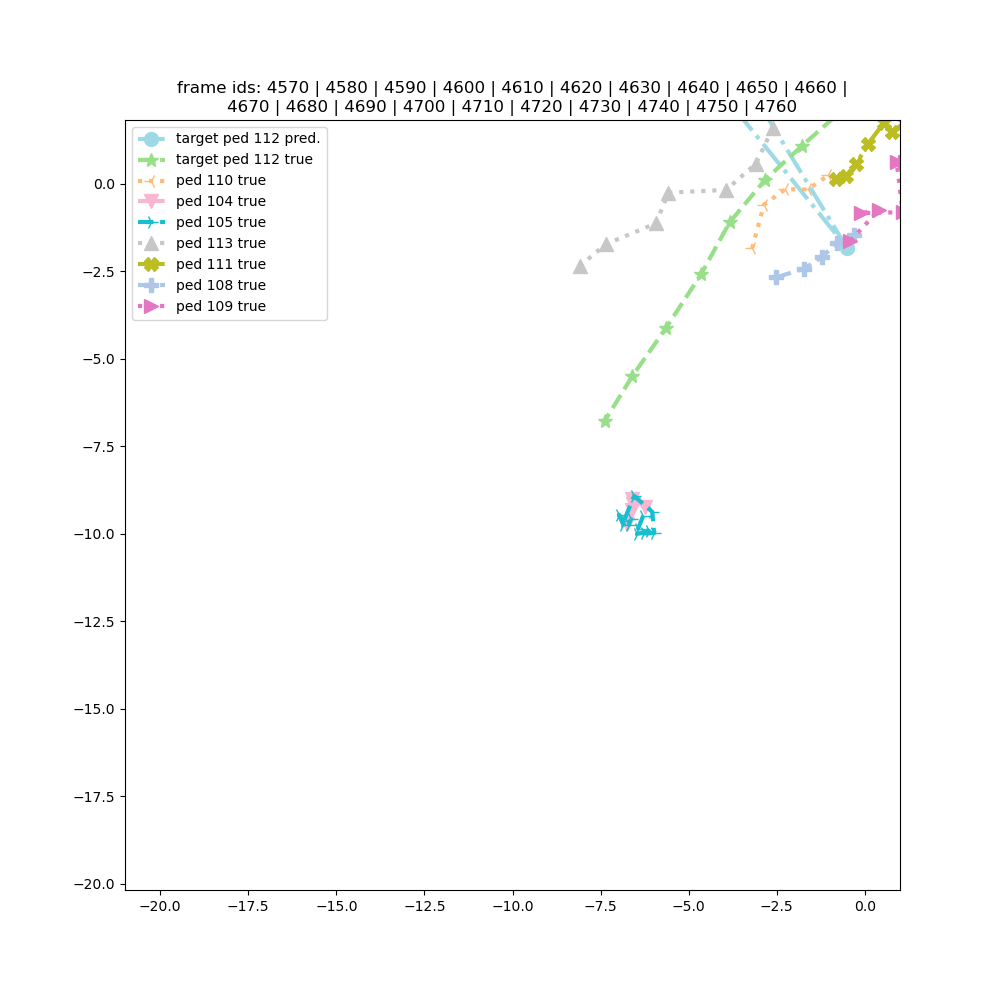 frame ids: 4570 | 4580 | 4590 | 4600 | 4610 | 4620 | 4630 | 4640 | 4650 | 4660 |
4670 | 4680 | 4690 | 4700 | 4710 | 4720 | 4730 | 4740 | 4750 | 4760
target ped 112 pred.
target ped 112 true
ped 110 true
ped 104 true
ped 105 true
ped 113 true
ped 111 true
ped 108 true
ped 109 true
0.0
−2.5
−5.0
−7.5
−10.0
−12.5
−15.0
−17.5
−20.0
−20.0 −17.5 −15.0 −12.5 −10.0 −7.5 −5.0 −2.5 0.0